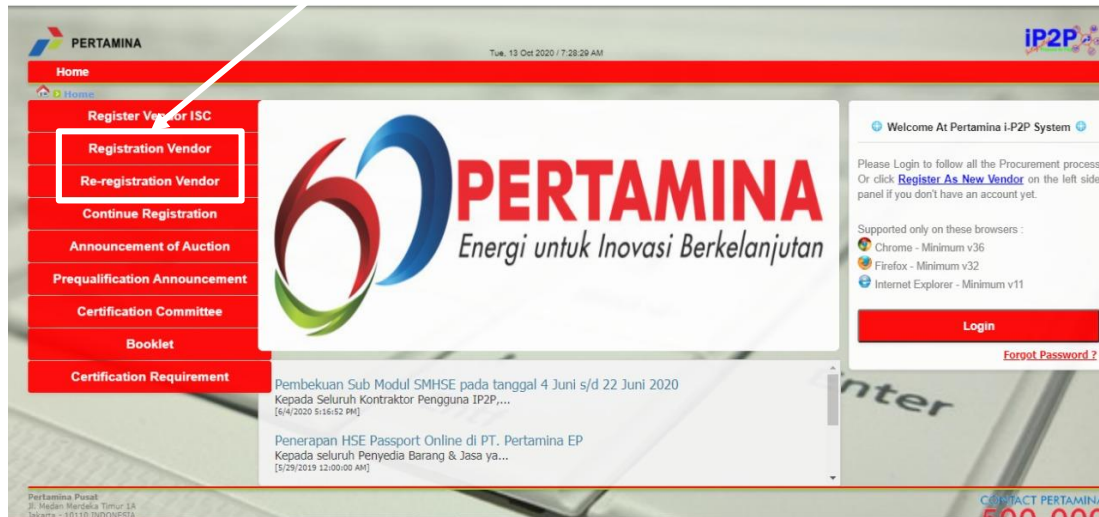 PERTAMINA
Tue, 13 Oct 2020 / 7:28:29 AM
iP2P
Home
Home
Register Vendor ISC
Registration Vendor
Re-registration Vendor
Continue Registration
Announcement of Auction
Prequalification Announcement
Certification Committee
Booklet
Certification Requirement
60 PERTAMINA
Energi untuk Inovasi Berkelanjutan
Pembekuan Sub Modul SMHSE pada tanggal 4 Juni s/d 22 Juni 2020
Kepada Seluruh Kontraktor Pengguna IP2P,...
[6/4/2020 5:16:52 PM]
Penerapan HSE Passport Online di PT. Pertamina EP
Kepada seluruh Penyedia Barang & Jasa ya...
[5/29/2019 12:00:00 AM]
Welcome At Pertamina i-P2P System
Please Login to follow all the Procurement process
Or click Register As New Vendor on the left side
panel if you don't have an account yet.
Supported only on these browsers :
Chrome - Minimum v36
Firefox - Minimum v32
Internet Explorer - Minimum v11
Login
Forgot Password ?
Enter
Pertamina Pusat
Jl. Medan Merdeka Timur 1A
Jakarta - 10110 INDONESIA
CONTACT PERTAMINA
500 000